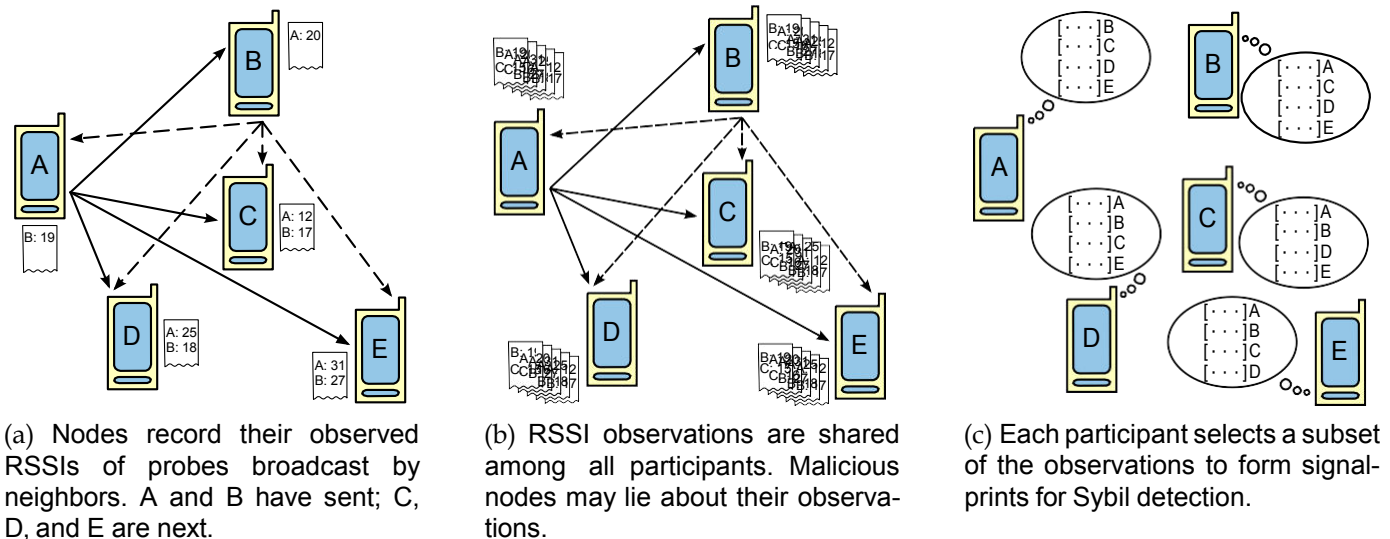 B
A: 20
A
B: 19
C
A: 12
B: 17
D
A: 25
B: 18
E
A: 31
B: 27
(a) Nodes record their observed
RSSIs of probes broadcast by
neighbors. A and B have sent; C,
D, and E are next.
B
A
C
D
E
(b) RSSI observations are shared
among all participants. Malicious
nodes may lie about their observa-
tions.
[···]B
[···]C
[···]D
[···]E
A
B
[···]A
[···]C
[···]D
[···]E
[···]A
[···]B
[···]C
[···]E
D
C
[···]A
[···]B
[···]D
[···]E
[···]A
[···]B
[···]C
[···]D
E
(c) Each participant selects a subset
of the observations to form signal-
prints for Sybil detection.